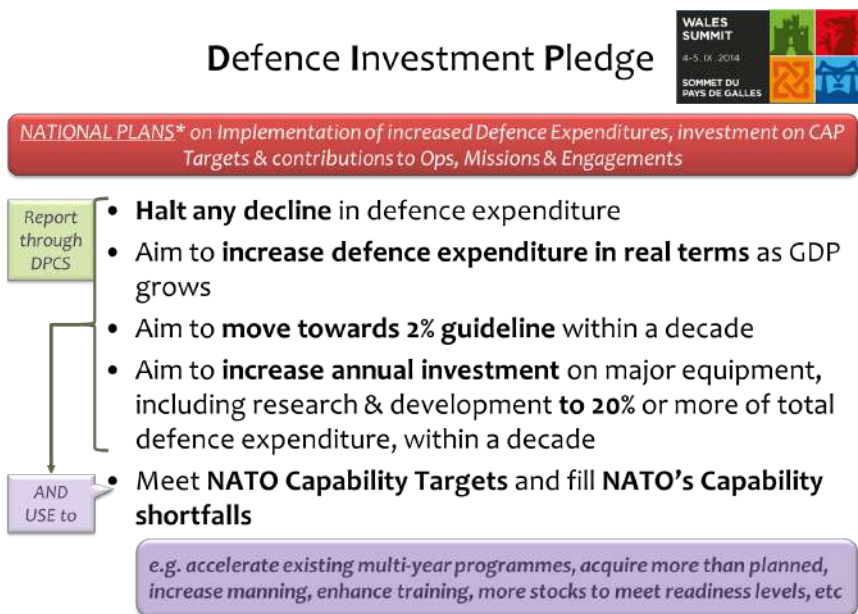 Defence Investment Pledge
WALES
SUMMIT
4-5. IX. 2014
SOMMET DU
PAYS DE GALLES
NATIONAL PLANS* on Implementation of increased Defence Expenditures, investment on CAP
Targets & contributions to Ops, Missions & Engagements
Report
through
DPCS
• Halt any decline in defence expenditure
• Aim to increase defence expenditure in real terms as GDP
grows
• Aim to move towards 2% guideline within a decade
• Aim to increase annual investment on major equipment,
including research & development to 20% or more of total
defence expenditure, within a decade
AND
USE to
• Meet NATO Capability Targets and fill NATO's Capability
shortfalls
e.g. accelerate existing multi-year programmes, acquire more than planned,
increase manning, enhance training, more stocks to meet readiness levels, etc